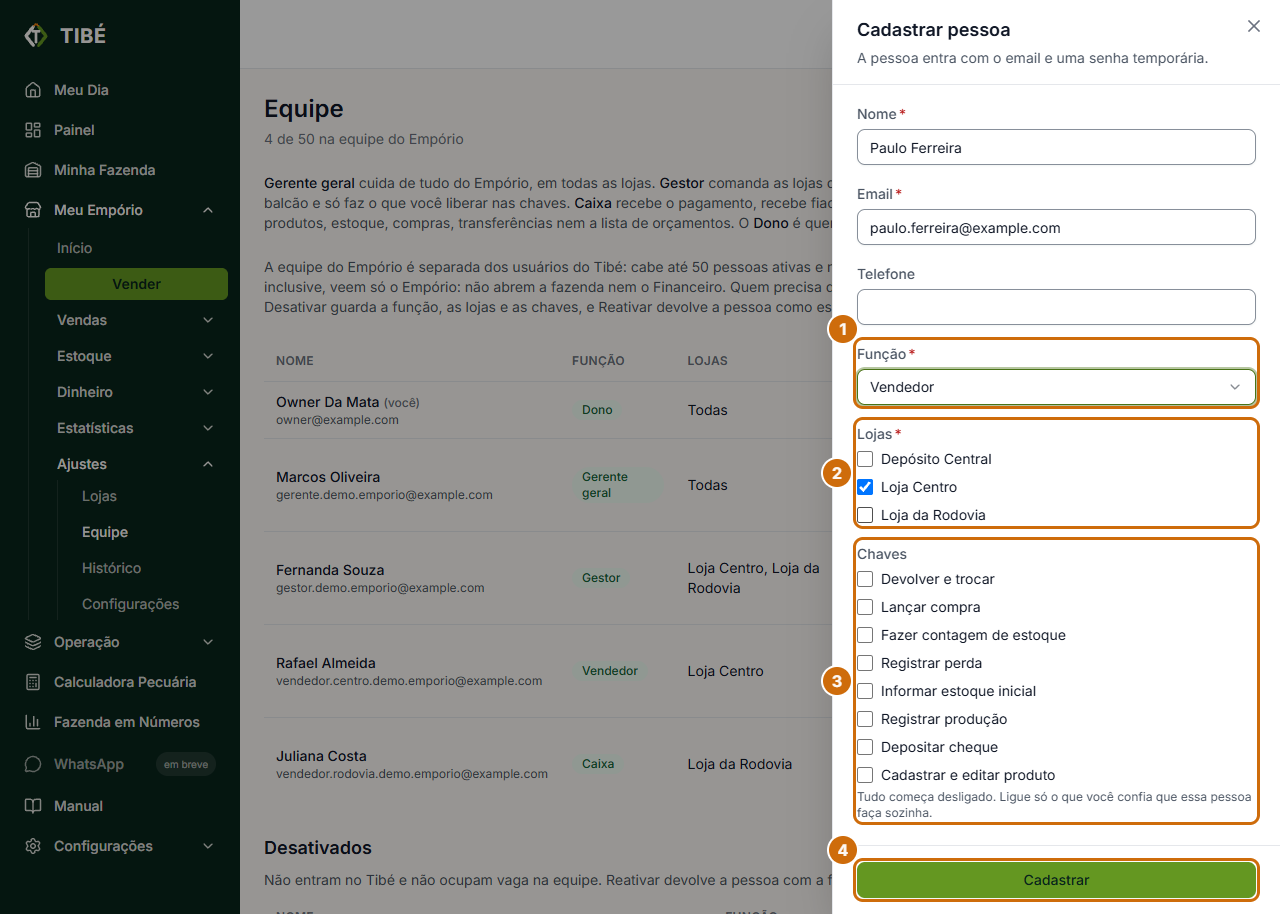 TIBÉ
Meu Dia
Painel
Minha Fazenda
Meu Empório
Início
Vender
Vendas
Estoque
Dinheiro
Estatísticas
Ajustes
Lojas
Equipe
Histórico
Configurações
Operação
Calculadora Pecuária
Fazenda em Números
WhatsApp em breve
Manual
Configurações
Equipe
4 de 50 na equipe do Empório
Gerente geral cuida de tudo do Empório, em todas as lojas. Gestor comanda as lojas
balcão e só faz o que você liberar nas chaves. Caixa recebe o pagamento, recebe
produtos, estoque, compras, transferências nem a lista de orçamentos. O Dono é
A equipe do Empório é separada dos usuários do Tibé: cabe até 50 pessoas ativas e
inclusive, veem só o Empório: não abrem a fazenda nem o Financeiro. Quem precisa
Desativar guarda a função, as lojas e as chaves, e Reativar devolve a pessoa como
NOME FUNÇÃO LOJAS
Owner Da Mata (você)
owner@example.com
Dono
Todas
Marcos Oliveira
gerente.demo.emporio@example.com
Gerente
geral
Todas
Fernanda Souza
gestor.demo.emporio@example.com
Gestor
Loja Centro, Loja da
Rodovia
Rafael Almeida
vendedor.centro.demo.emporio@example.com
Vendedor
Loja Centro
Juliana Costa
vendedor.rodovia.demo.emporio@example.com
Caixa
Loja da Rodovia
Desativados
Não entram no Tibé e não ocupam vaga na equipe. Reativar devolve a pessoa com a
Cadastrar pessoa
A pessoa entra com o email e uma senha temporária.
Nome *
Paulo Ferreira
Email *
paulo.ferreira@example.com
Telefone
1
Função *
Vendedor
2
Lojas *
Depósito Central
Loja Centro
Loja da Rodovia
3
Chaves
Devolver e trocar
Lançar compra
Fazer contagem de estoque
Registrar perda
Informar estoque inicial
Registrar produção
Depositar cheque
Cadastrar e editar produto
Tudo começa desligado. Ligue só o que você confia que essa pessoa
faça sozinha.
4
Cadastrar